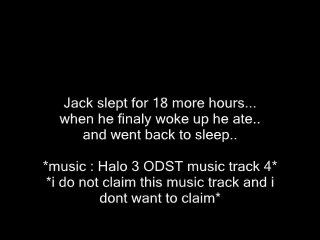 Jack slept for 18 more hours...
when he finaly woke up he ate..
and went back to sleep..
*music : Halo 3 ODST music track 4*
*i do not claim this music track and i
dont want to claim*